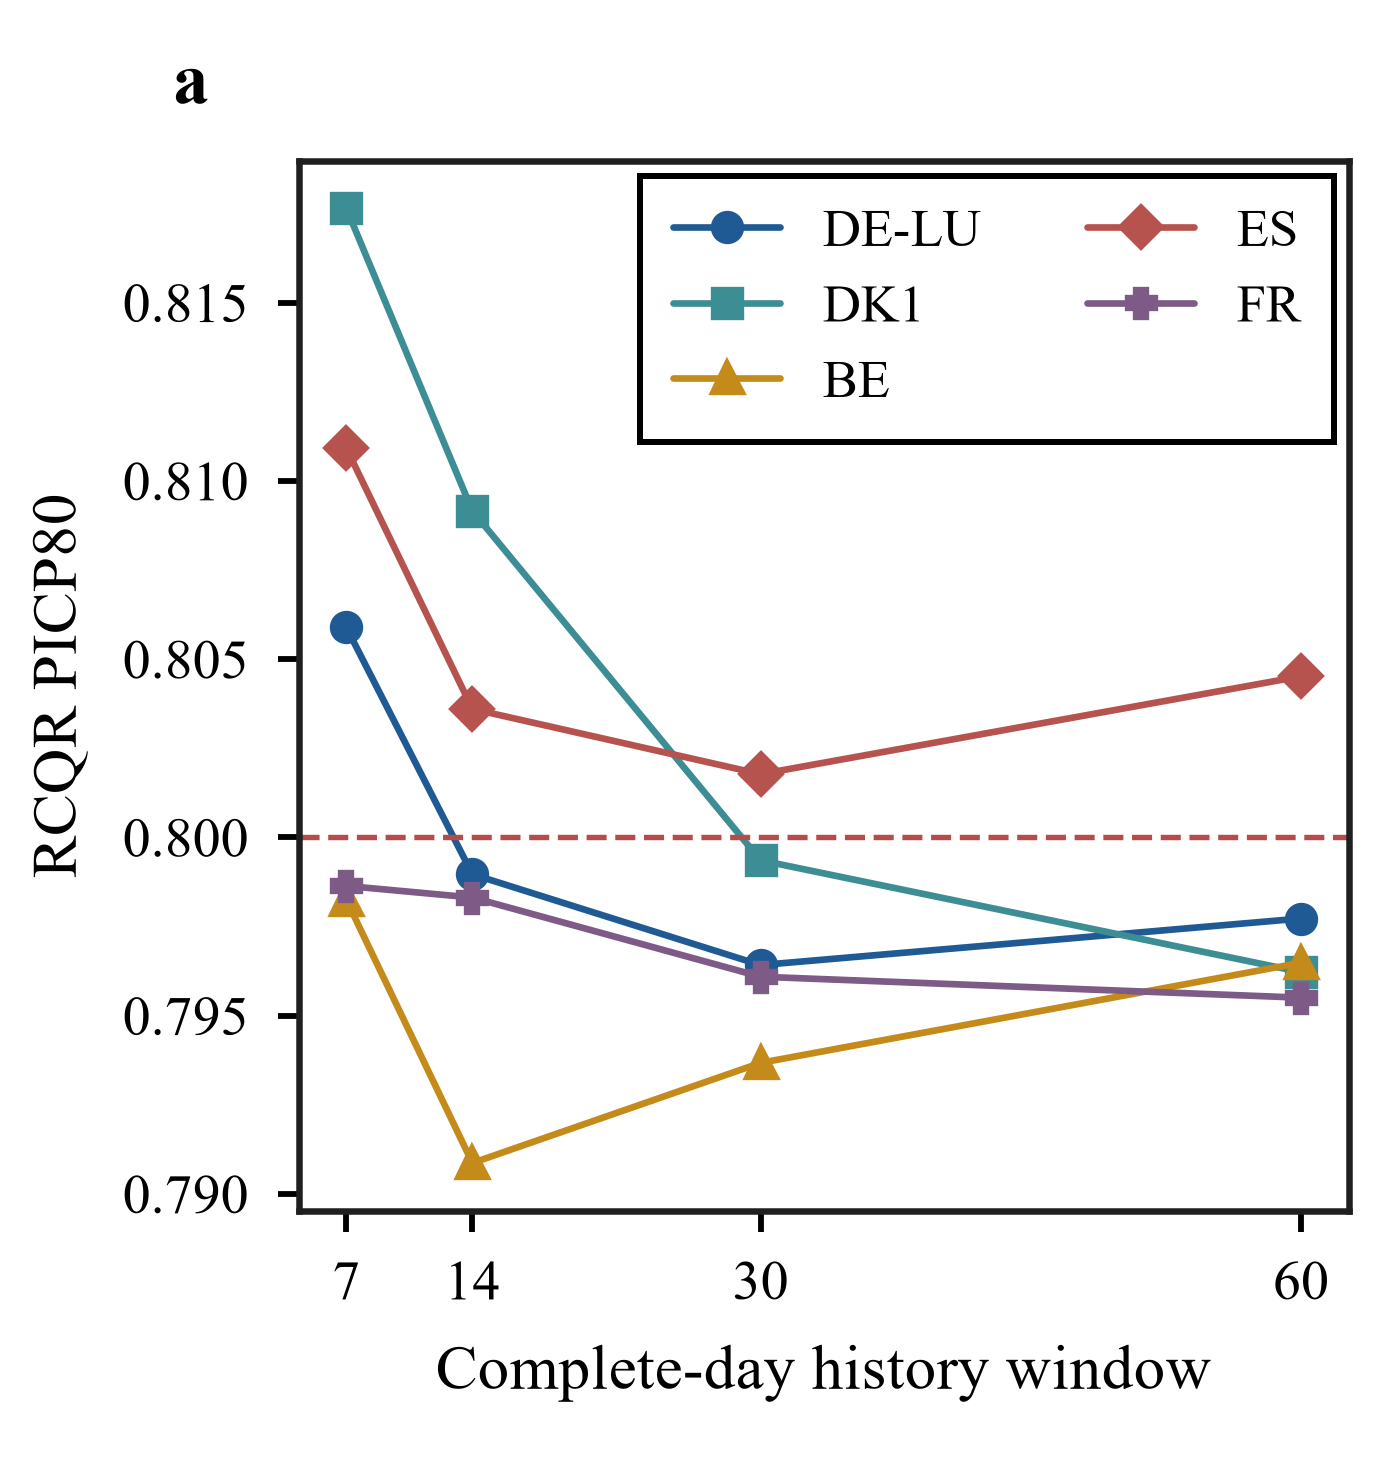 a
DE-LU
ES
DK1
FR
BE
0.815
0.810
0.805
0.800
0.795
0.790
RCQR PICP80
7 14 30 60
Complete-day history window